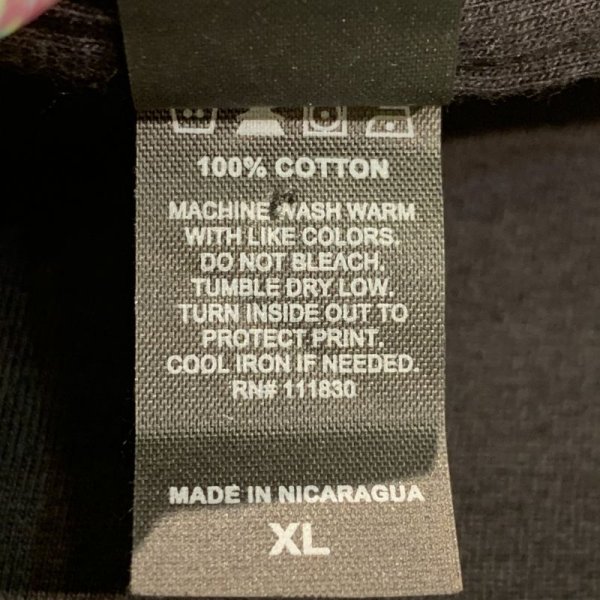 100% COTTON
MACHINE WASH WARM
WITH LIKE COLORS.
DO NOT BLEACH.
TUMBLE DRY LOW.
TURN INSIDE OUT TO
PROTECT PRINT.
COOL IRON IF NEEDED.
RN# 111830
MADE IN NICARAGUA
XL